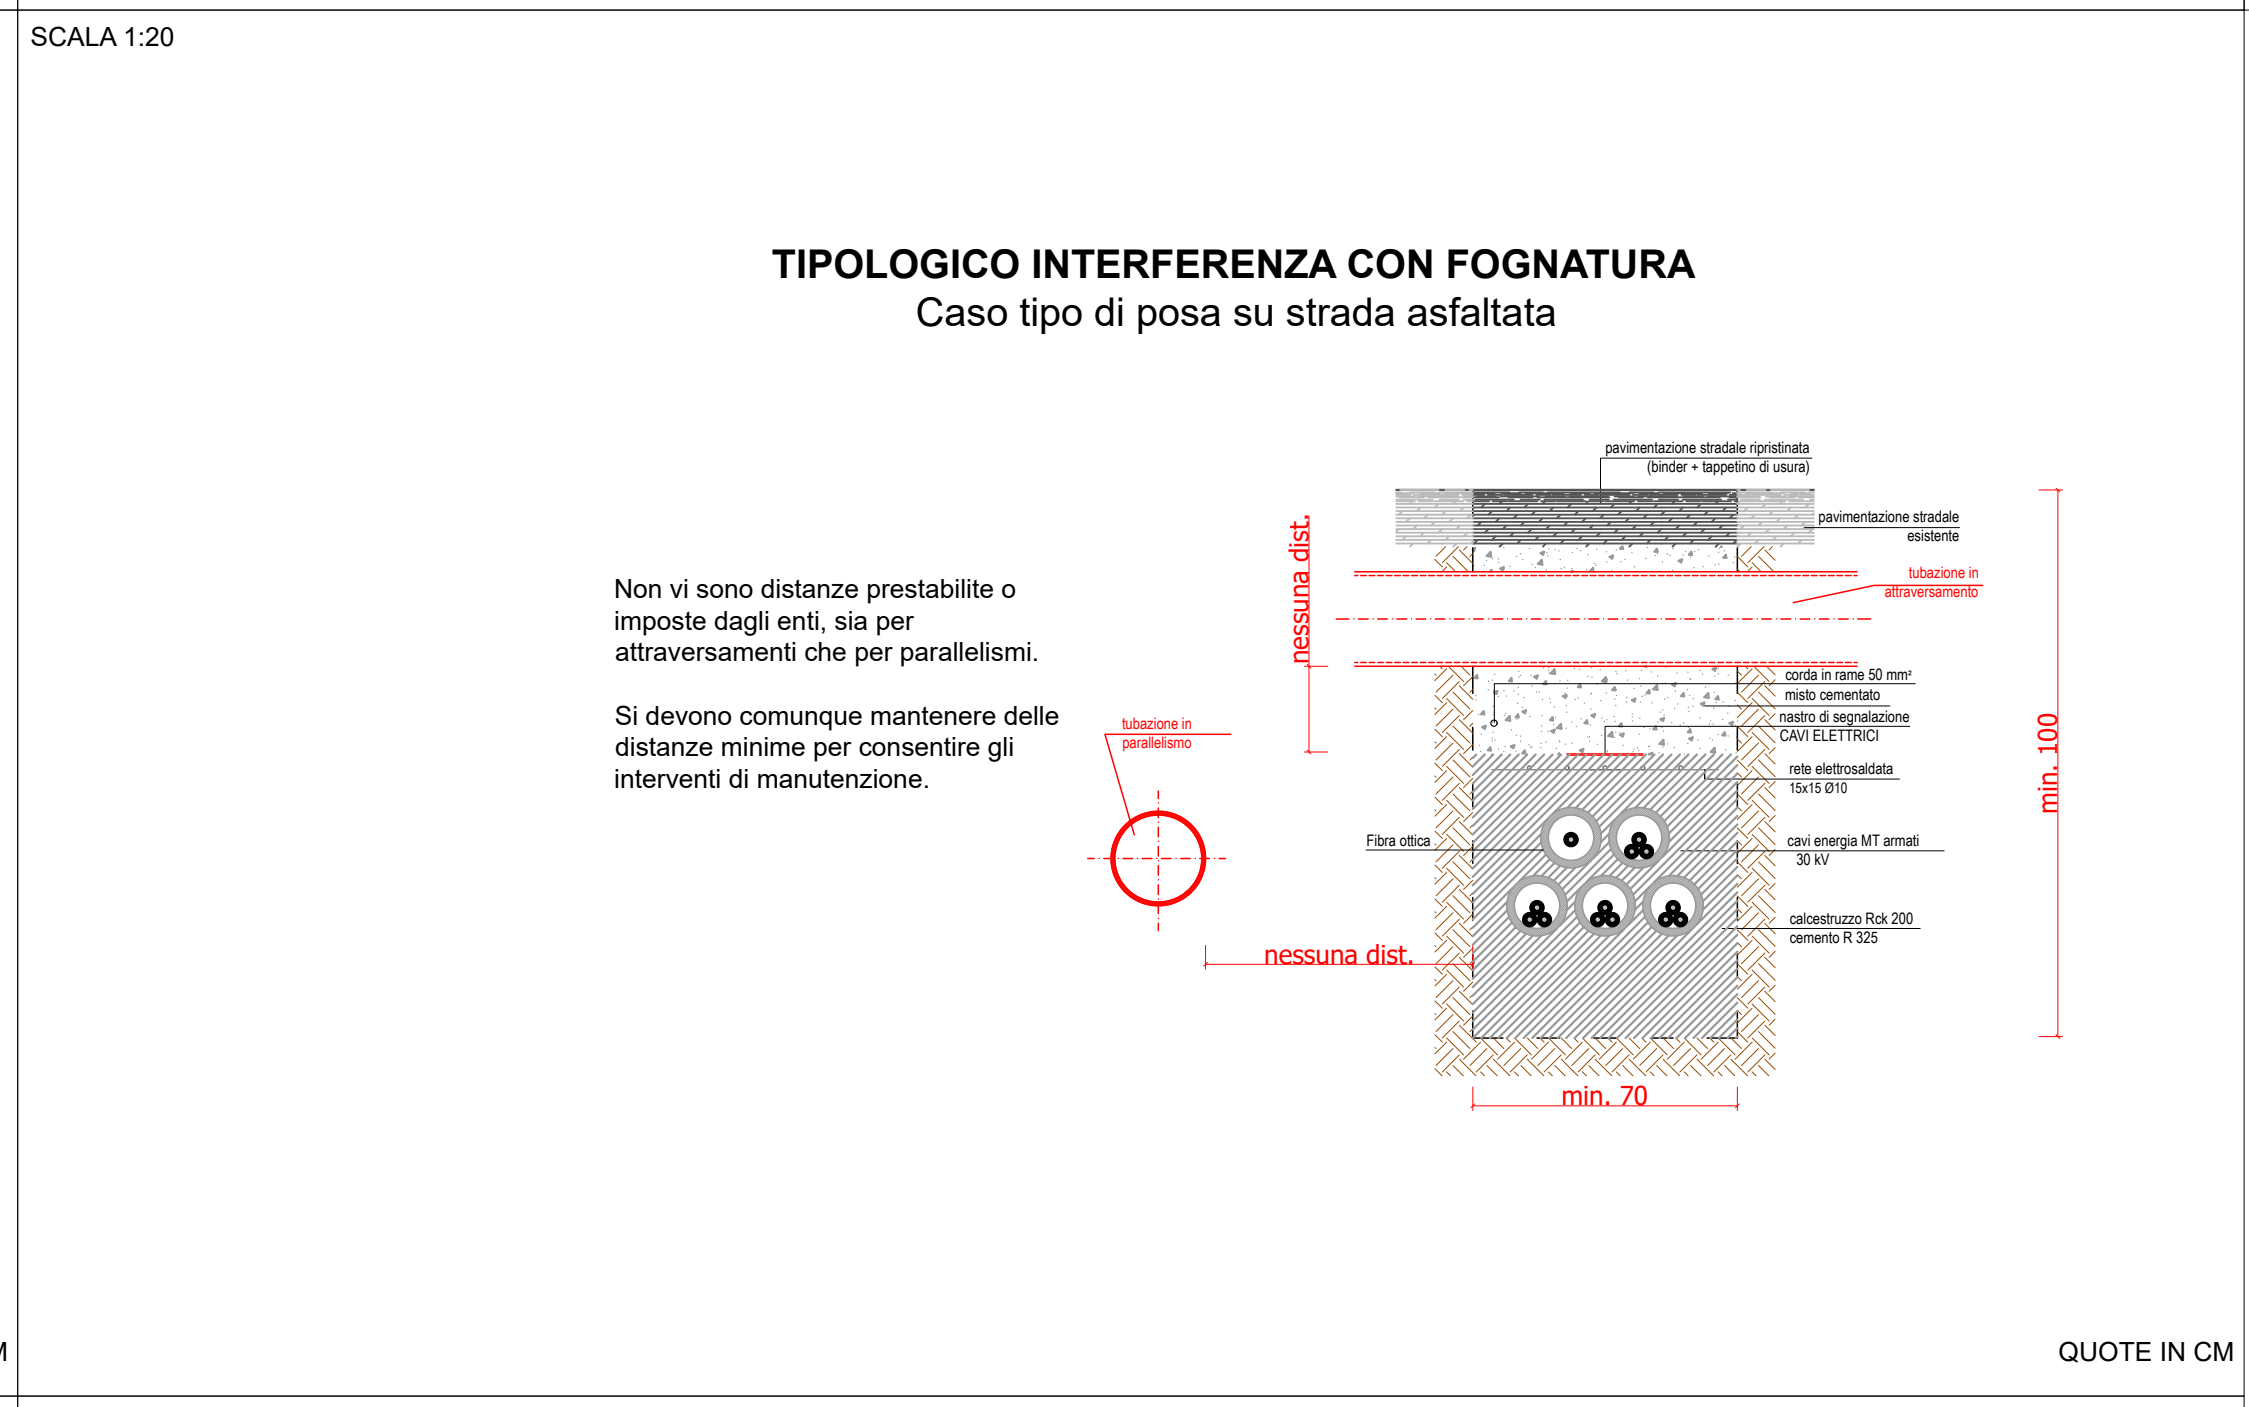 SCALA 1:20
TIPOLOGICO INTERFERENZA CON FOGNATURA
Caso tipo di posa su strada asfaltata
pavimentazione stradale ripristinata
(binder + tappetino di usura)
pavimentazione stradale
esistente
nessuna dist.
tubazione in
attraversamento
Non vi sono distanze prestabilite o
imposte dagli enti, sia per
attraversamenti che per parallelismi.
Si devono comunque mantenere delle
distanze minime per consentire gli
interventi di manutenzione.
tubazione in
parallelismo
corda in rame 50 mm²
misto cementato
nastro di segnalazione
CAVI ELETTRICI
rete elettrosaldata
15x15 Ø10
min. 100
Fibra ottica
cavi energia MT armati
30 kV
calcestruzzo Rck 200
cemento R 325
nessuna dist.
min. 70
M
QUOTE IN CM